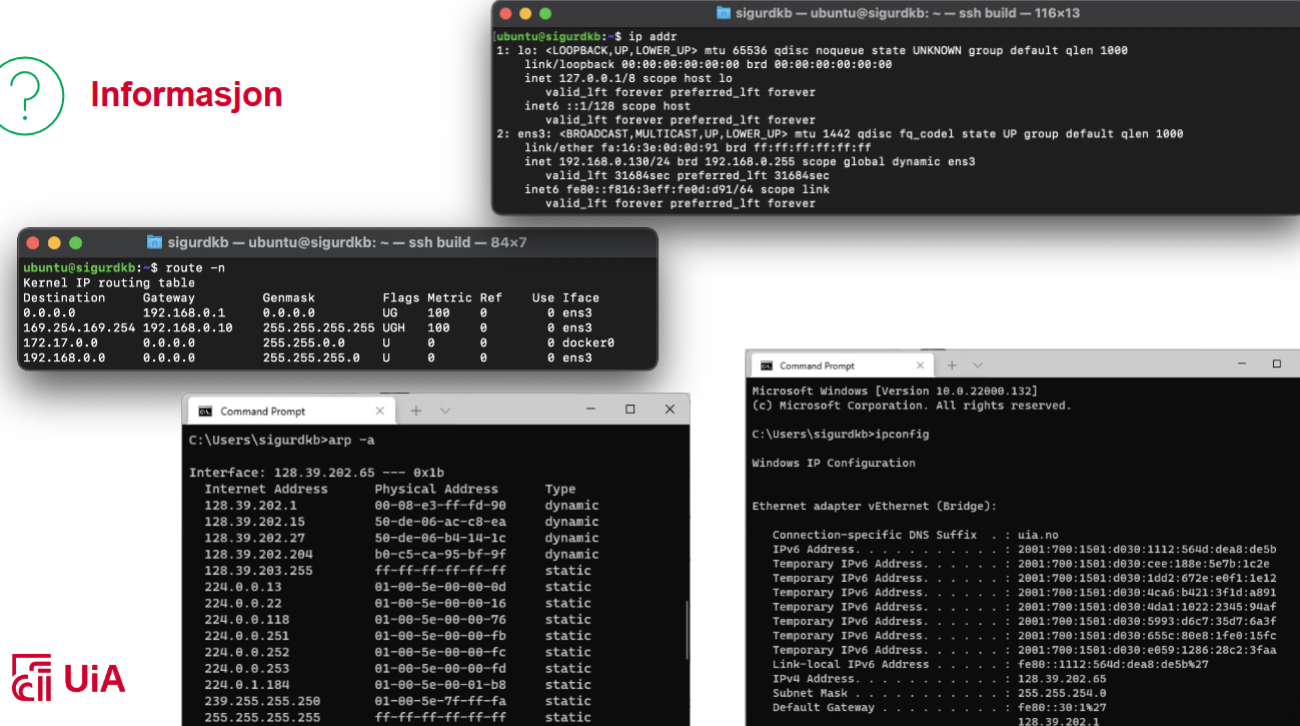 Informasjon
sigurdkb — ubuntu@sigurdkb: ~ — ssh build — 116×13
ubuntu@sigurdkb:~$ ip addr
1: lo: <LOOPBACK,UP,LOWER_UP> mtu 65536 qdisc noqueue state UNKNOWN group default qlen 1000
link/loopback 00:00:00:00:00:00 brd 00:00:00:00:00:00
inet 127.0.0.1/8 scope host lo
valid_lft forever preferred_lft forever
inet6 ::1/128 scope host
valid_lft forever preferred_lft forever
2: ens3: <BROADCAST,MULTICAST,UP,LOWER_UP> mtu 1442 qdisc fq_codel state UP group default qlen 1000
link/ether fa:16:3e:0d:0d:91 brd ff:ff:ff:ff:ff:ff
inet 192.168.0.130/24 brd 192.168.0.255 scope global dynamic ens3
valid_lft 31684sec preferred_lft 31684sec
inet6 fe80::f816:3eff:fe0d:d91/64 scope link
valid_lft forever preferred_lft forever
sigurdkb — ubuntu@sigurdkb: ~ — ssh build — 84×7
ubuntu@sigurdkb:~$ route -n
Kernel IP routing table
Destination Gateway Genmask Flags Metric Ref Use Iface
0.0.0.0 192.168.0.1 0.0.0.0 UG 100 0 0 ens3
169.254.169.254 192.168.0.10 255.255.255.255 UGH 100 0 0 ens3
172.17.0.0 0.0.0.0 255.255.0.0 U 0 0 0 docker0
192.168.0.0 0.0.0.0 255.255.255.0 U 0 0 0 ens3
Command Prompt
C:\Users\sigurdkb>arp -a
Interface: 128.39.202.65 --- 0x1b
Internet Address Physical Address Type
128.39.202.1 00-08-e3-ff-fd-90 dynamic
128.39.202.15 50-de-06-ac-c8-ea dynamic
128.39.202.27 50-de-06-b4-14-1c dynamic
128.39.202.204 b0-c5-ca-95-bf-9f dynamic
128.39.203.255 ff-ff-ff-ff-ff-ff static
224.0.0.13 01-00-5e-00-00-0d static
224.0.0.22 01-00-5e-00-00-16 static
224.0.0.118 01-00-5e-00-00-76 static
224.0.0.251 01-00-5e-00-00-fb static
224.0.0.252 01-00-5e-00-00-fc static
224.0.0.253 01-00-5e-00-00-fd static
224.0.1.184 01-00-5e-00-01-b8 static
239.255.255.250 01-00-5e-7f-ff-fa static
255.255.255.255 ff-ff-ff-ff-ff-ff static
Command Prompt
Microsoft Windows [Version 10.0.22000.132]
(c) Microsoft Corporation. All rights reserved.
C:\Users\sigurdkb>ipconfig
Windows IP Configuration
Ethernet adapter vEthernet (Bridge):
Connection-specific DNS Suffix . : uia.no
IPv6 Address. . . . . . . . . . . : 2001:700:1501:d030:1112:564d:dea8:de5b
Temporary IPv6 Address. . . . . . : 2001:700:1501:d030:cee:188e:5e7b:1c2e
Temporary IPv6 Address. . . . . . : 2001:700:1501:d030:1dd2:672e:e0f1:1e12
Temporary IPv6 Address. . . . . . : 2001:700:1501:d030:4ca6:b421:3f1d:a891
Temporary IPv6 Address. . . . . . : 2001:700:1501:d030:4da1:1022:2345:94af
Temporary IPv6 Address. . . . . . : 2001:700:1501:d030:5993:d6c7:35d7:6a3f
Temporary IPv6 Address. . . . . . : 2001:700:1501:d030:655c:80e8:1fe0:15fc
Temporary IPv6 Address. . . . . . : 2001:700:1501:d030:e059:1286:28c2:3faa
Link-local IPv6 Address . . . . . : fe80::1112:564d:dea8:de5b%27
IPv4 Address. . . . . . . . . . . : 128.39.202.65
Subnet Mask . . . . . . . . . . . : 255.255.254.0
Default Gateway . . . . . . . . . : fe80::30:1%27
128.39.202.1
UiA